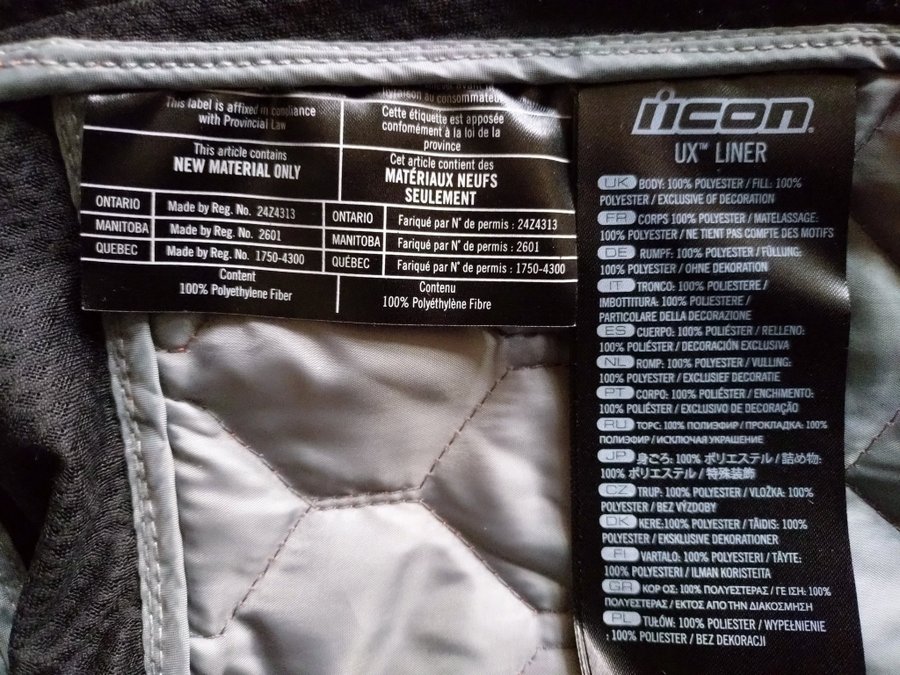 This label is affixed in compliance
with Provincial Law
This article contains
NEW MATERIAL ONLY
ONTARIO Made by Reg. No. 24Z4313
MANITOBA Made by Reg. No. 2601
QUEBEC Made by Reg. No. 1750-4300
Content
100% Polyethylene Fiber
au consommateur
Cette étiquette est apposée
conformément à la loi de la
province
Cet article contient des
MATÉRIAUX NEUFS
SEULEMENT
ONTARIO Fariqué par N° de permis : 24Z4313
MANITOBA Fariqué par N° de permis : 2601
QUÉBEC Fariqué par N° de permis : 1750-4300
Contenu
100% Polyéthylène Fibre
icon
UX™ LINER
UK BODY: 100% POLYESTER / FILL: 100%
POLYESTER / EXCLUSIVE OF DECORATION
FR CORPS 100% POLYESTER / MATELASSAGE:
100% POLYESTER / NE TIENT PAS COMPTE DES MOTIFS
DE RUMPF: 100% POLYESTER / FÜLLUNG:
100% POLYESTER / OHNE DEKORATION
IT TRONCO: 100% POLIESTERE /
IMBOTTITURA: 100% POLIESTERE /
PARTICOLARE DELLA DECORAZIONE
ES CUERPO: 100% POLIÉSTER / RELLENO:
100% POLIÉSTER / DECORACIÓN EXCLUSIVA
NL ROMP: 100% POLYESTER / VULLING:
100% POLYESTER / EXCLUSIEF DECORATIE
PT CORPO: 100% POLIÉSTER / ENCHIMENTO:
100% POLIÉSTER / EXCLUSIVO DE DECORAÇÃO
RU ТОРС: 100% ПОЛИЭФИР / ПРОКЛАДКА: 100%
ПОЛИЭФИР / ИСКЛЮЧАЯ УКРАШЕНИЕ
JP 身ごろ: 100% ポリエステル / 詰め物:
100% ポリエステル / 特殊装飾
CZ TRUP: 100% POLYESTER / VLOŽKA: 100%
POLYESTER / BEZ VÝZDOBY
DK KERE:100% POLYESTER / TÄIDIS: 100%
POLYESTER / EKSKLUSIVE DEKORATIONER
FI VARTALO: 100% POLYESTERI / TÄYTE:
100% POLYESTERI / ILMAN KORISTEITA
GR ΚΟΡ ΟΣ: 100% ΠΟΛΥΕΣΤΕΡΑΣ / ΓΕ ΙΣΗ: 100%
ΠΟΛΥΕΣΤΕΡΑΣ / ΕΚΤΟΣ ΑΠΟ ΤΗΝ ΔΙΑΚΟΣΜΗΣΗ
PL TUŁÓW: 100% POLYESTER / WYPEŁNIENIE
: 100% POLYESTER / BEZ DEKORACJI